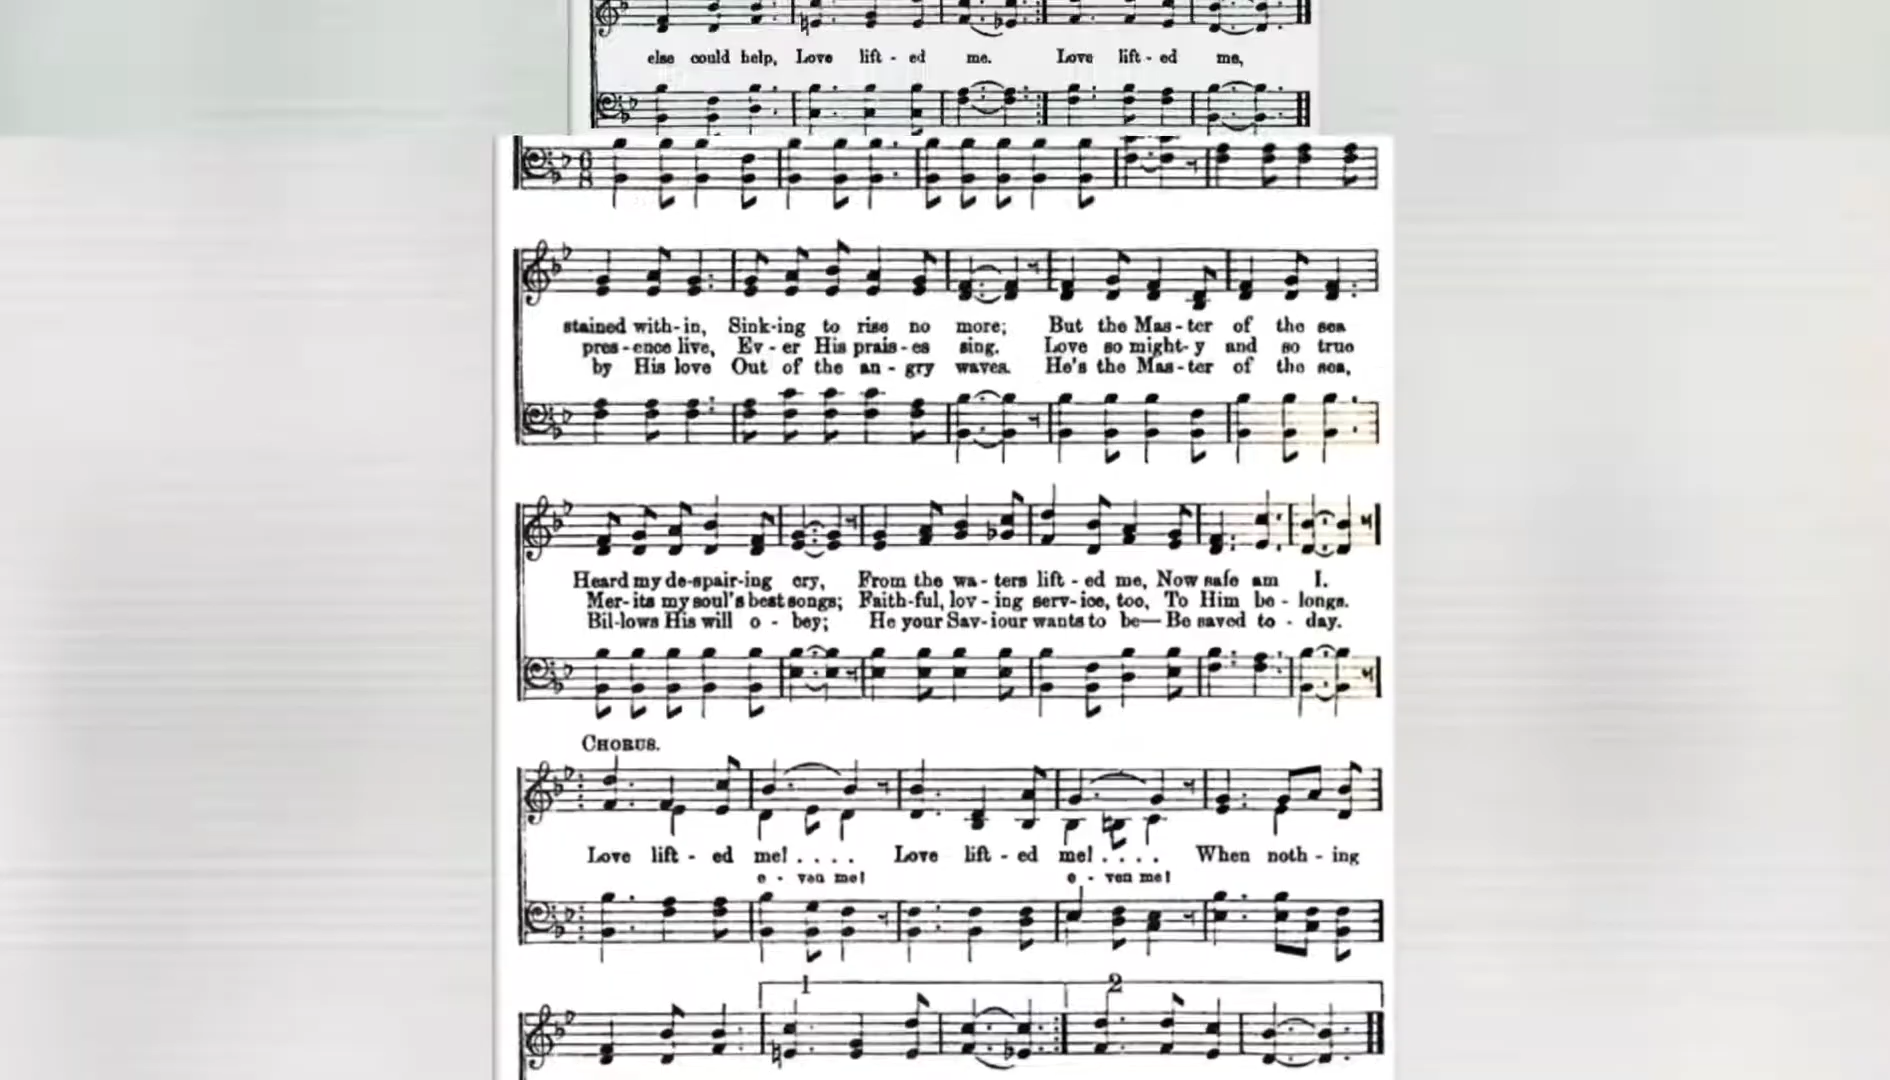 else could help, Love lift - ed me. Love lift - ed me,
stained with-in, Sink-ing to rise no more; But the Mas-ter of the sea
pres-ence live, Ev-er His prais-es sing. Love so might-y and so true
by His love Out of the an-gry waves. He's the Mas-ter of the sea,
Heard my de-spair-ing cry, From the wa-ters lift-ed me, Now safe am I.
Mer-its my soul's best songs; Faith-ful, lov-ing serv-ice, too, To Him be-longs.
Bil-lows His will o-bey; He your Sav-iour wants to be—Be saved to-day.
CHORUS.
Love lift - ed me! . . . . Love lift - ed me! . . . . When noth - ing
e - ven me! e - ven me!
1 2